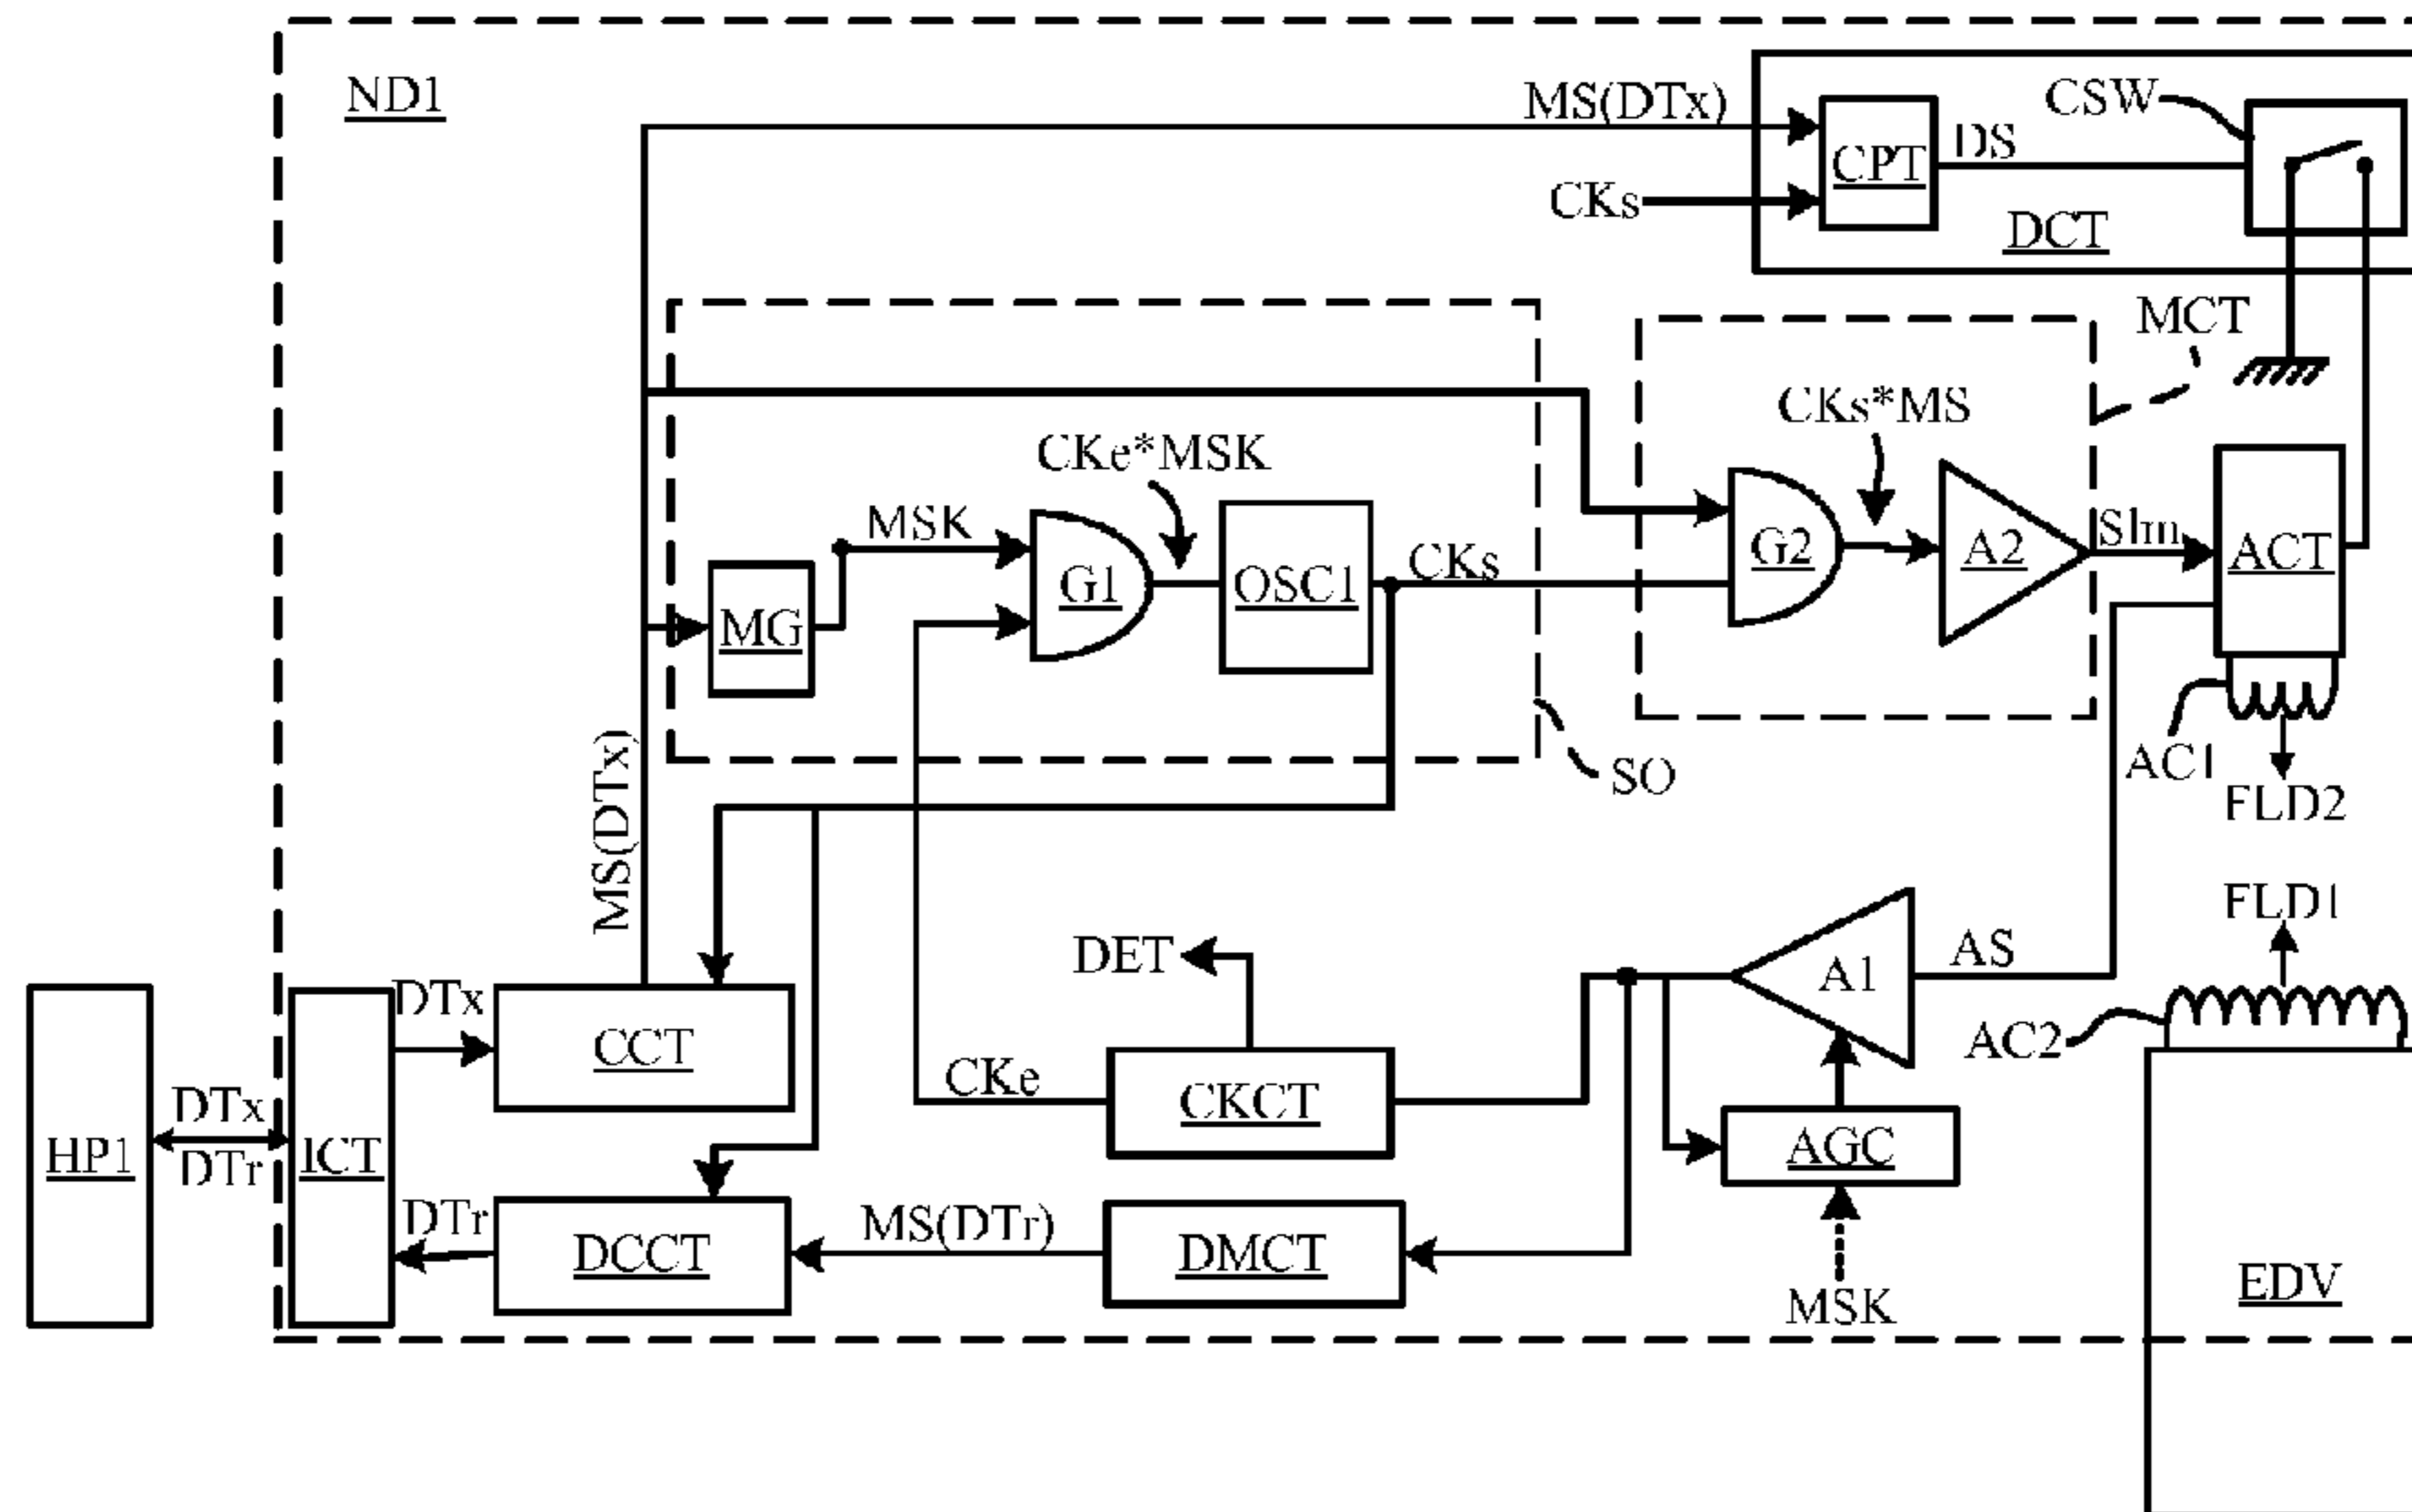 ND1
MS(DTx)
CKs
CPT
DS
CSW
DCT
MCT
CKe*MSK
MSK
MG
G1
OSC1
CKs
CKs*MS
G2
A2
SIm
ACT
AC1
FLD2
SO
MS(DTx)
FLD1
AC2
AS
A1
DET
DTx
CCT
CKe
CKCT
AGC
HP1
DTx
DTr
ICT
DTr
DCCT
MS(DTr)
DMCT
MSK
EDV